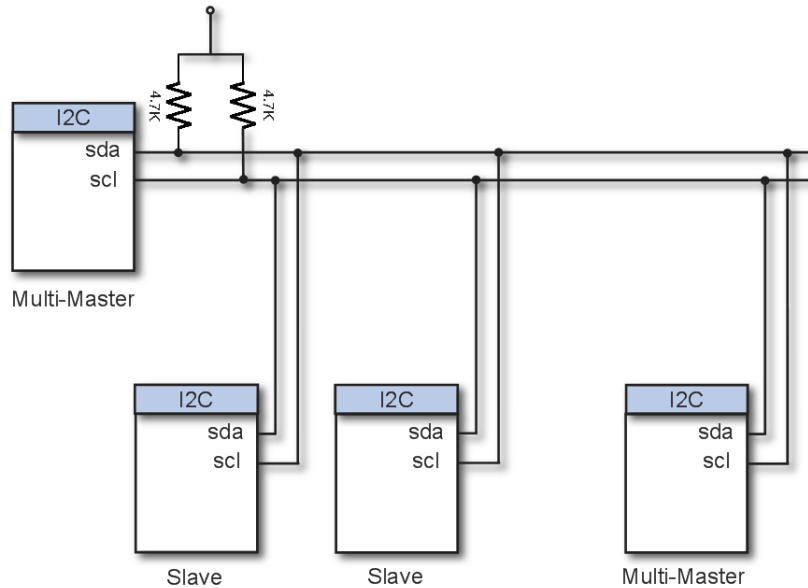 4.7K 4.7K
I2C
sda
scl
Multi-Master
I2C I2C I2C
sda sda sda
scl scl scl
Slave Slave Multi-Master